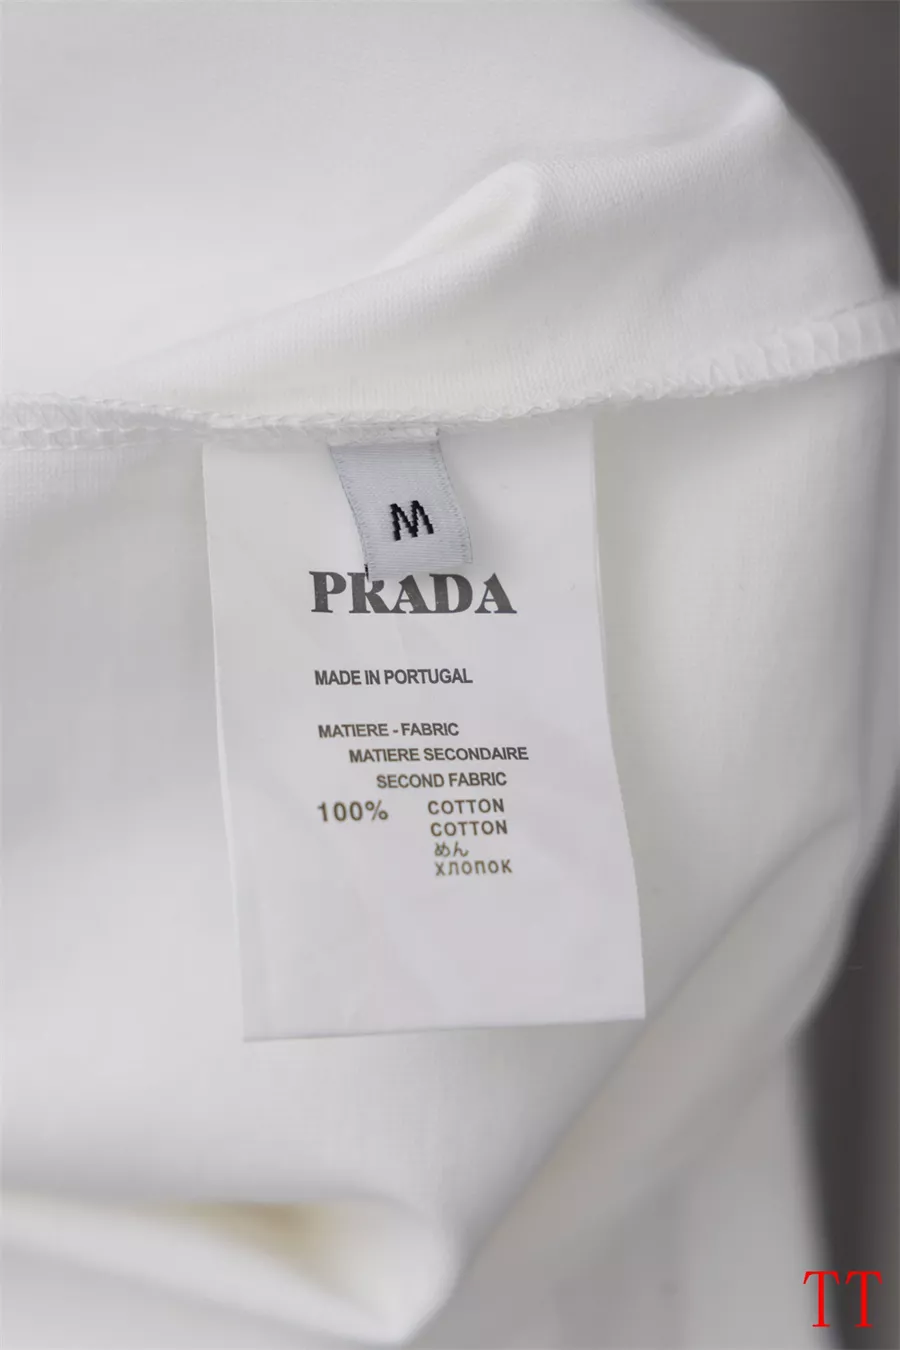 M
PRADA
MADE IN PORTUGAL
MATIERE - FABRIC
MATIERE SECONDAIRE
SECOND FABRIC
100% COTTON
COTTON
めん
ХЛОПОК
TT